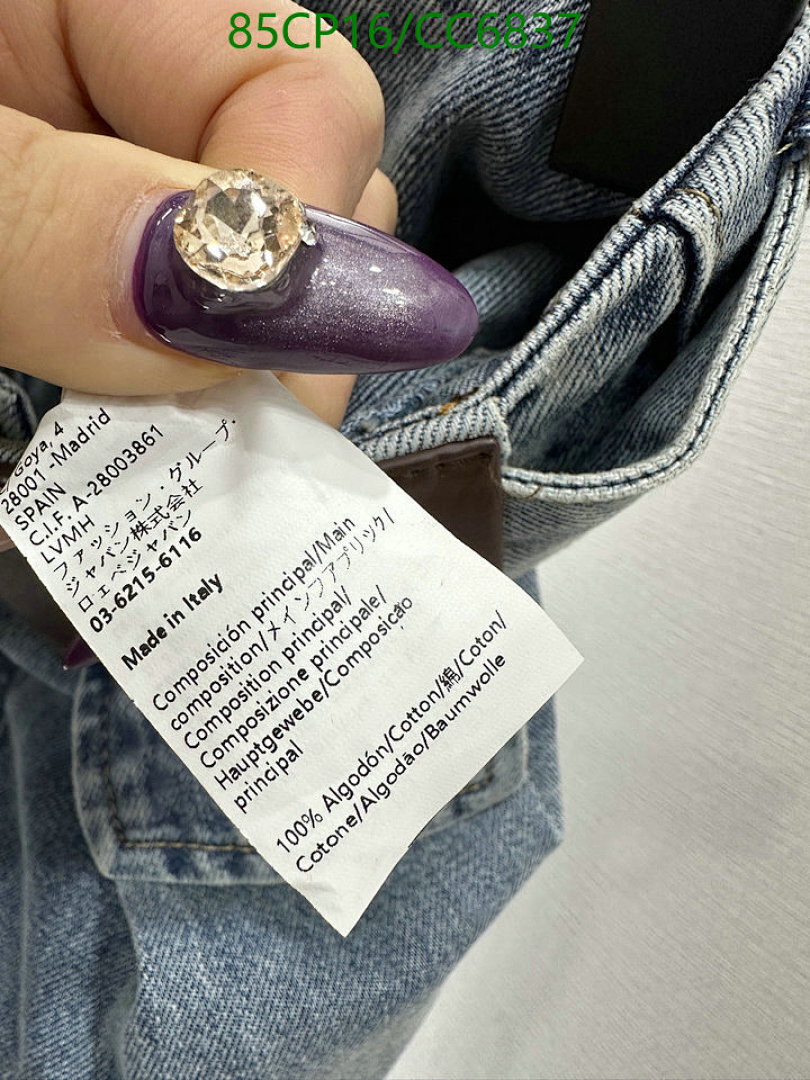 85CP16/CC6837
Goya, 4
28001 -Madrid
SPAIN
C.I.F. A-28003861
LVMH
ファッション・グループ・
ジャパン株式会社
ロエベジャパン
03-6215-6116
Made in Italy
Composición principal/Main
composition/メインファブリック/
Composition principal/
Composizione principale/
Hauptgewebe/Composição
principal
100% Algodón/Cotton/綿/Coton/
Cotone/Algodão/Baumwolle